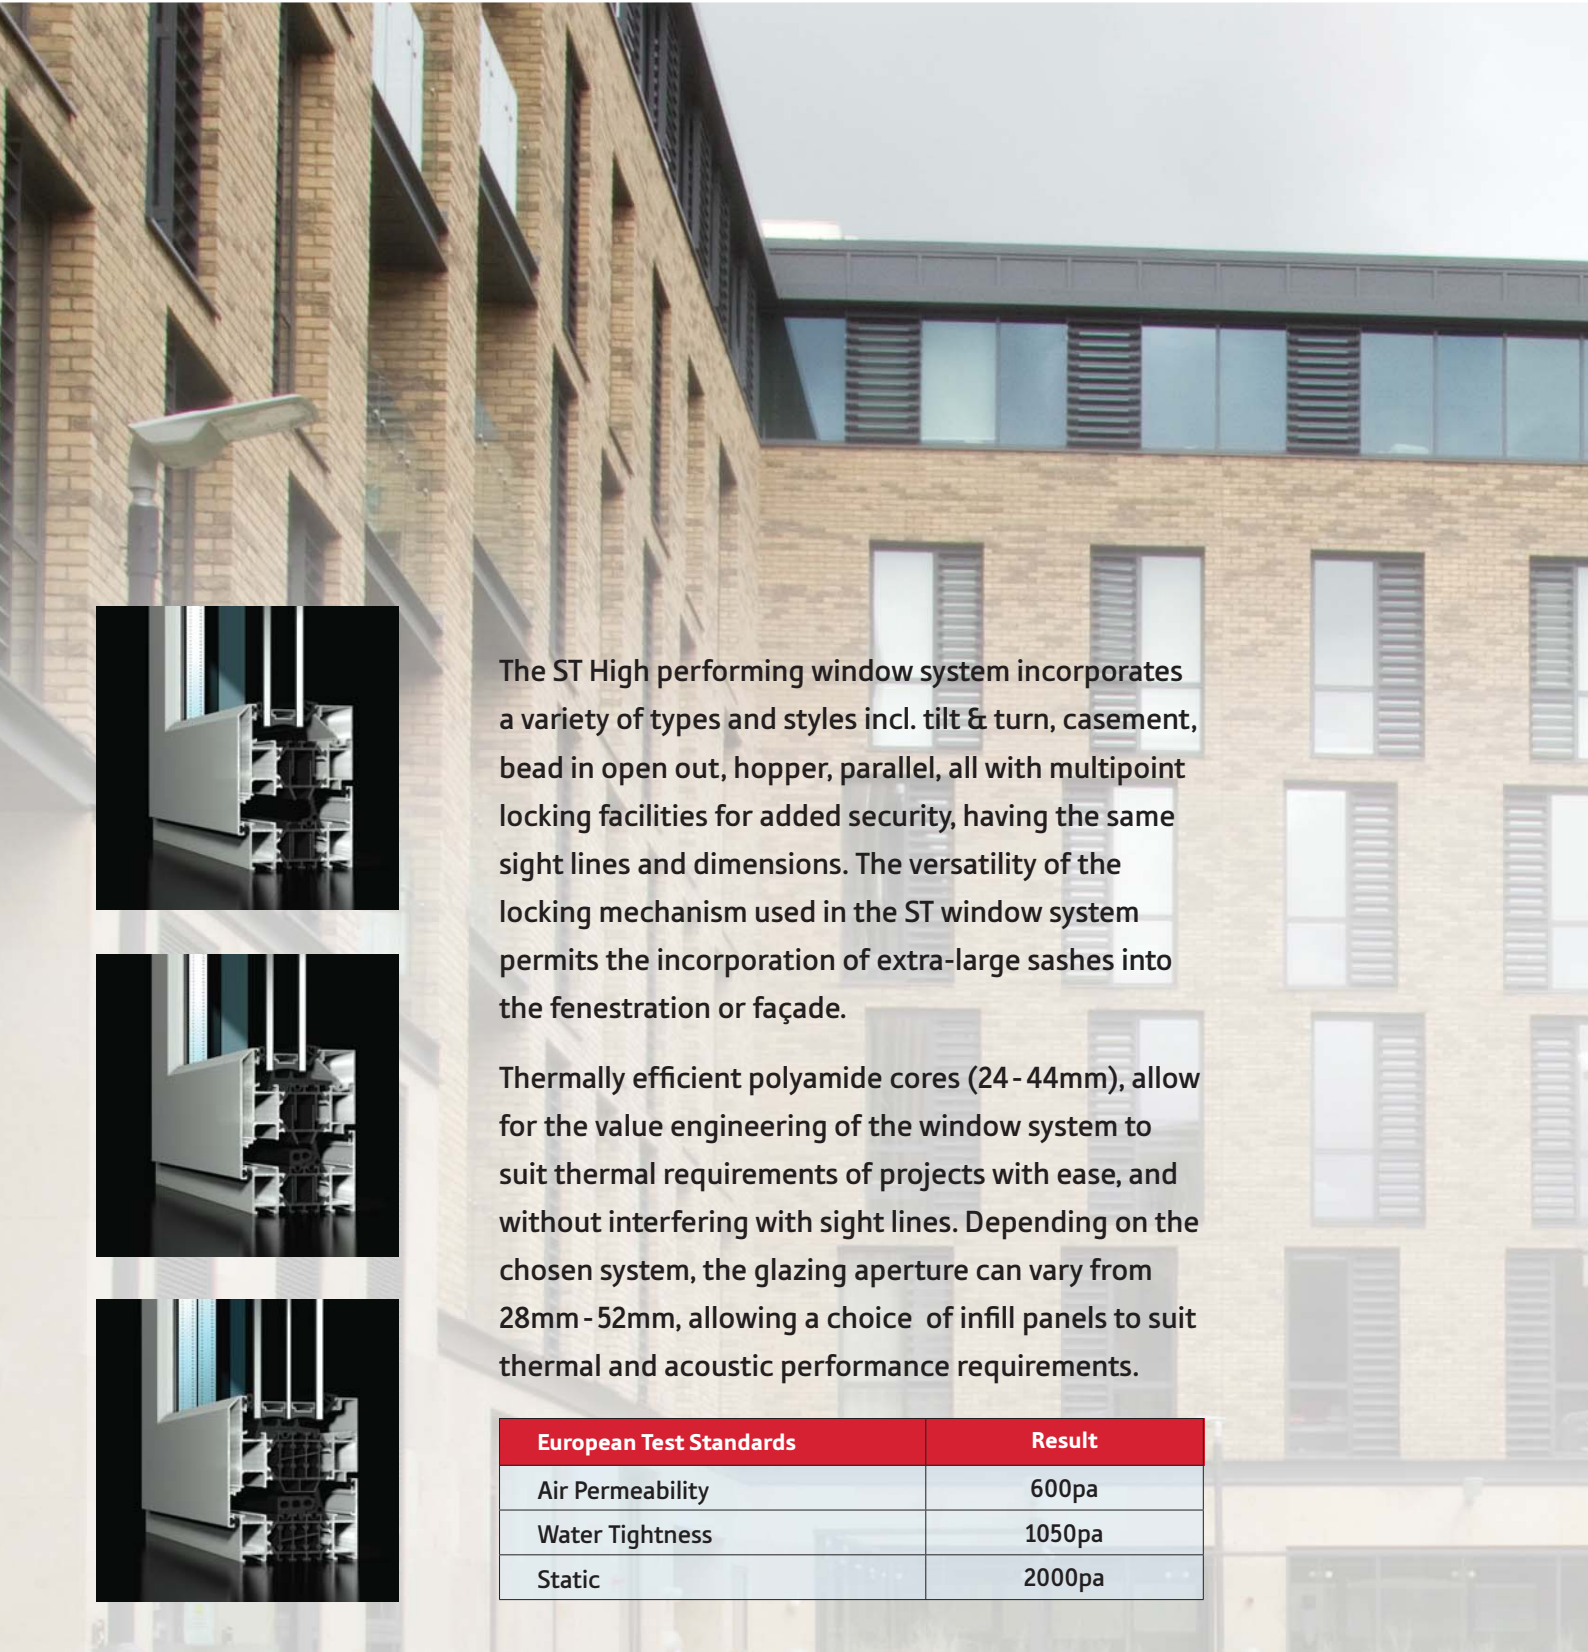 The ST High performing window system incorporates
a variety of types and styles incl. tilt & turn, casement,
bead in open out, hopper, parallel, all with multipoint
locking facilities for added security, having the same
sight lines and dimensions. The versatility of the
locking mechanism used in the ST window system
permits the incorporation of extra-large sashes into
the fenestration or façade.
Thermally efficient polyamide cores (24-44mm), allow
for the value engineering of the window system to
suit thermal requirements of projects with ease, and
without interfering with sight lines. Depending on the
chosen system, the glazing aperture can vary from
28mm-52mm, allowing a choice of infill panels to suit
thermal and acoustic performance requirements.
European Test Standards Result
Air Permeability 600pa
Water Tightness 1050pa
Static 2000pa